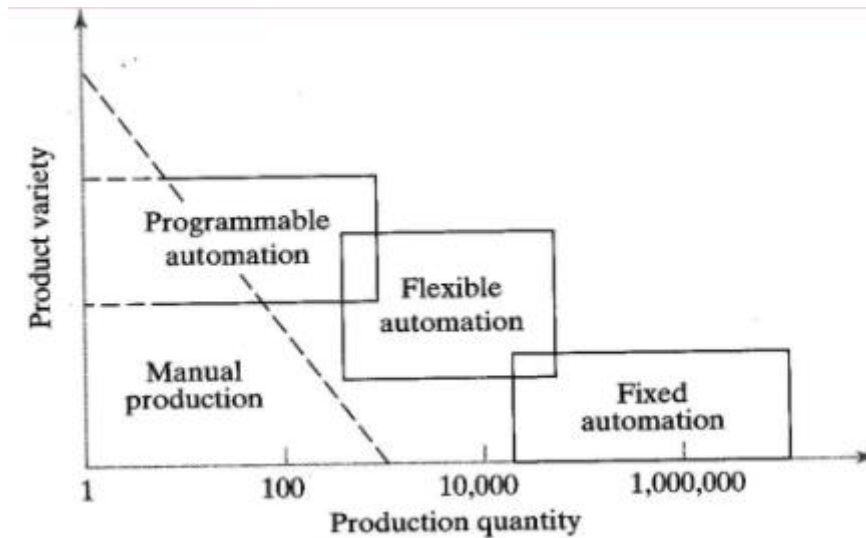 Product variety
Programmable
automation
Flexible
automation
Manual
production
Fixed
automation
1
100
10,000
1,000,000
Production quantity